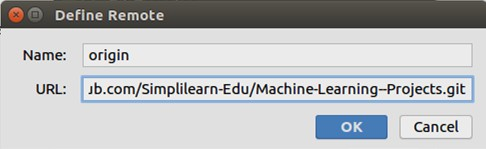 Define Remote
Name: origin
URL: ub.com/Simplilearn-Edu/Machine-Learning--Projects.git
OK Cancel